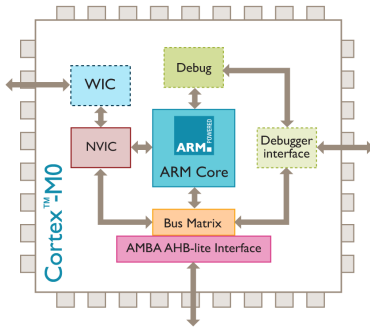 WIC
Debug
NVIC
ARM
POWERED
ARM Core
Debugger
interface
Bus Matrix
AMBA AHB-lite Interface
Cortex™-M0